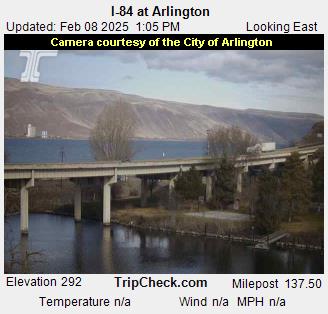 I-84 at Arlington
Updated: Feb 08 2025 1:05 PM Looking East
Camera courtesy of the City of Arlington
Elevation 292 TripCheck.com Milepost 137.50
Temperature n/a Wind n/a MPH n/a